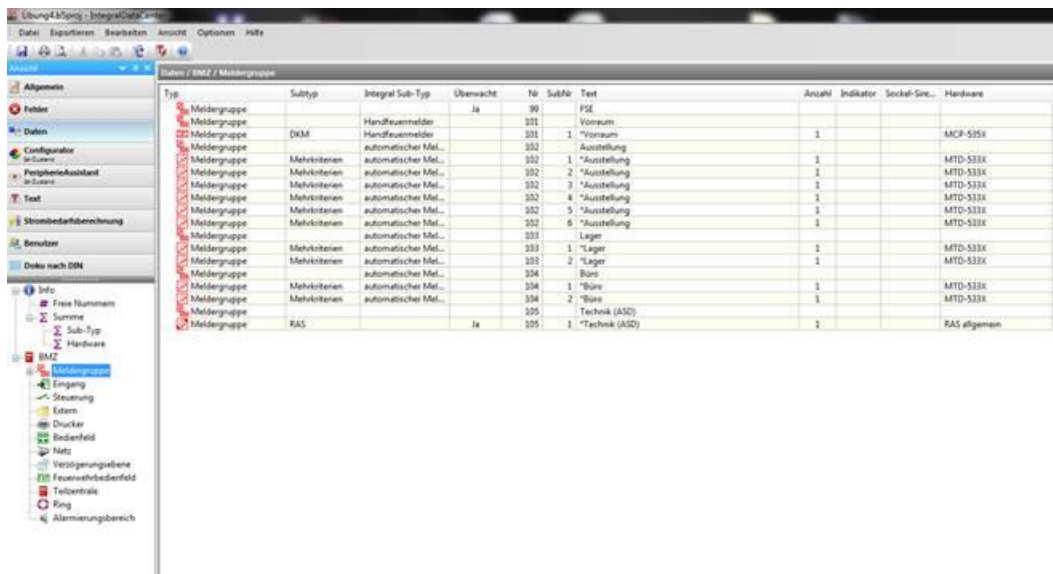 Übung4.b5proj - IntegralDataCenter
Datei Exportieren Bearbeiten Ansicht Optionen Hilfe
Ansicht
Daten / BMZ / Meldergruppe
Allgemein
Fehler
Daten
Configurator
PeripherieAssistant
Text
Strombedarfsberechnung
Benutzer
Doku nach DIN
Info
Freie Nummern
Summe
Sub-Typ
Hardware
BMZ
Meldergruppe
Eingang
Steuerung
Extern
Drucker
Bedienfeld
Netz
Verzögerungsebene
Feuerwehrbedienfeld
Teilzentrale
Ring
Alarmierungsbereich
Typ Subtyp Integral Sub-Typ Überwacht Nr SubNr Text Anzahl Indikator Sockel-Sire... Hardware
Meldergruppe Ja 99 FSE
Meldergruppe Handfeuermelder 101 Vorraum
Meldergruppe DKM Handfeuermelder 101 1 *Vorraum 1 MCP-535X
Meldergruppe automatischer Mel... 102 Ausstellung
Meldergruppe Mehrkriterien automatischer Mel... 102 1 *Ausstellung 1 MTD-533X
Meldergruppe Mehrkriterien automatischer Mel... 102 2 *Ausstellung 1 MTD-533X
Meldergruppe Mehrkriterien automatischer Mel... 102 3 *Ausstellung 1 MTD-533X
Meldergruppe Mehrkriterien automatischer Mel... 102 4 *Ausstellung 1 MTD-533X
Meldergruppe Mehrkriterien automatischer Mel... 102 5 *Ausstellung 1 MTD-533X
Meldergruppe Mehrkriterien automatischer Mel... 102 6 *Ausstellung 1 MTD-533X
Meldergruppe automatischer Mel... 103 Lager
Meldergruppe Mehrkriterien automatischer Mel... 103 1 *Lager 1 MTD-533X
Meldergruppe Mehrkriterien automatischer Mel... 103 2 *Lager 1 MTD-533X
Meldergruppe automatischer Mel... 104 Büro
Meldergruppe Mehrkriterien automatischer Mel... 104 1 *Büro 1 MTD-533X
Meldergruppe Mehrkriterien automatischer Mel... 104 2 *Büro 1 MTD-533X
Meldergruppe 105 Technik (ASD)
Meldergruppe RAS Ja 105 1 *Technik (ASD) 1 RAS allgemein